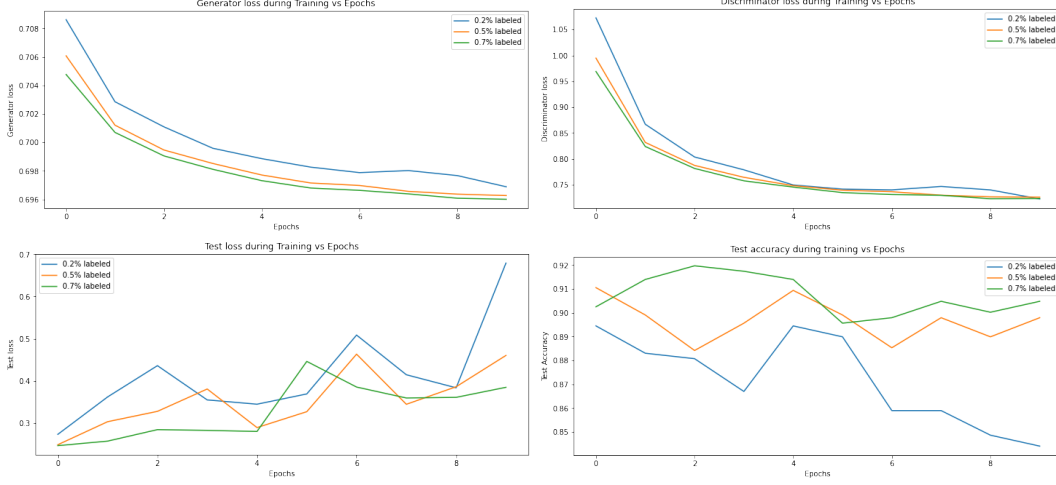 Generator loss during Training vs Epochs
0.708
0.706
0.704
0.702
0.700
0.698
0.696
Generator loss
0.2% labeled
0.5% labeled
0.7% labeled
0
2
4
6
8
Epochs
Discriminator loss during Training vs Epochs
1.05
1.00
0.95
0.90
0.85
0.80
0.75
Discriminator loss
0.2% labeled
0.5% labeled
0.7% labeled
0
2
4
6
8
Epochs
Test loss during Training vs Epochs
0.7
0.6
0.5
0.4
0.3
Test loss
0.2% labeled
0.5% labeled
0.7% labeled
0
2
4
6
8
Epochs
Test accuracy during training vs Epochs
0.92
0.91
0.90
0.89
0.88
0.87
0.86
0.85
Test Accuracy
0.2% labeled
0.5% labeled
0.7% labeled
0
2
4
6
8
Epochs